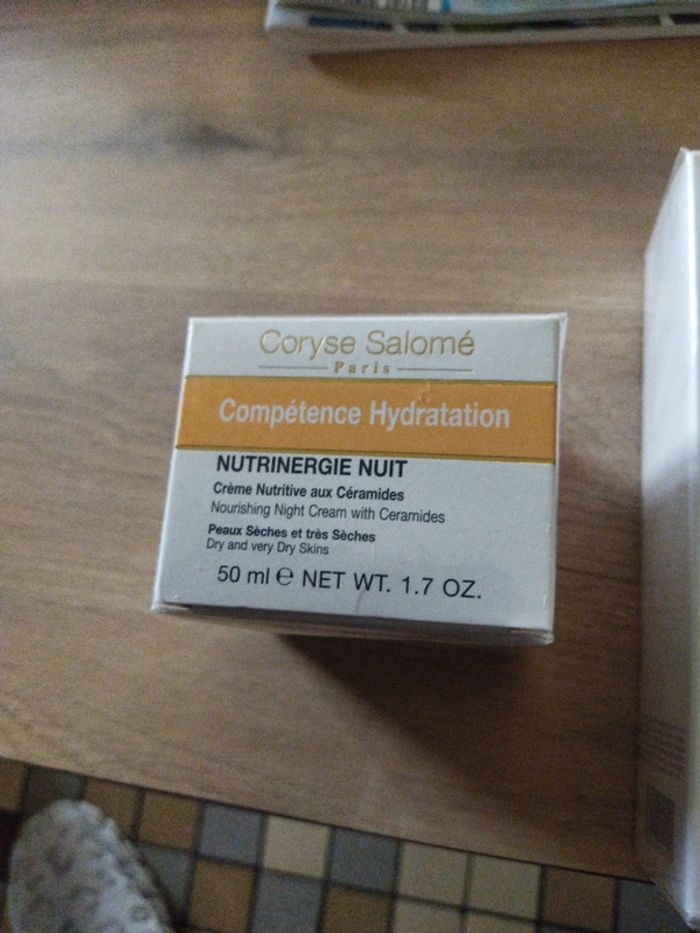 Coryse Salomé
Paris
Compétence Hydratation
NUTRINERGIE NUIT
Crème Nutritive aux Céramides
Nourishing Night Cream with Ceramides
Peaux Sèches et très Sèches
Dry and very Dry Skins
50 ml ℮ NET WT. 1.7 OZ.